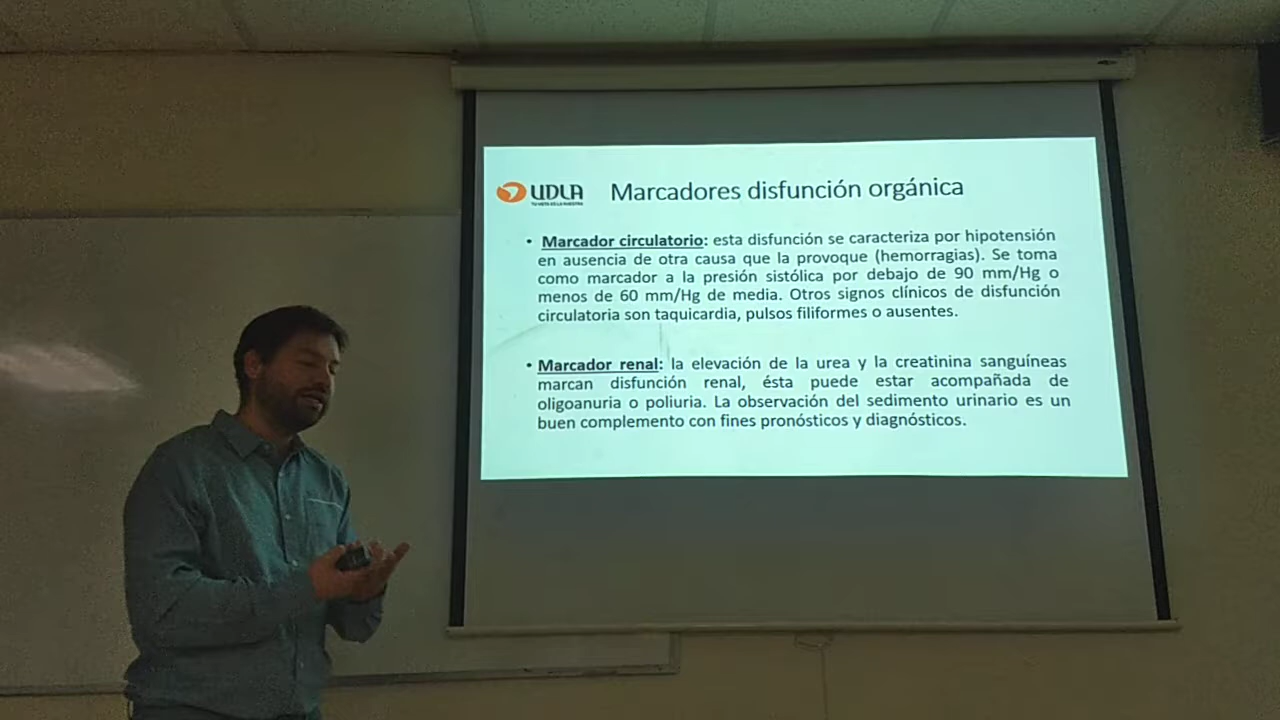 UDLA
Marcadores disfunción orgánica
• Marcador circulatorio: esta disfunción se caracteriza por hipotensión
en ausencia de otra causa que la provoque (hemorragias). Se toma
como marcador a la presión sistólica por debajo de 90 mm/Hg o
menos de 60 mm/Hg de media. Otros signos clínicos de disfunción
circulatoria son taquicardia, pulsos filiformes o ausentes.
• Marcador renal: la elevación de la urea y la creatinina sanguíneas
marcan disfunción renal, ésta puede estar acompañada de
oligoanuria o poliuria. La observación del sedimento urinario es un
buen complemento con fines pronósticos y diagnósticos.